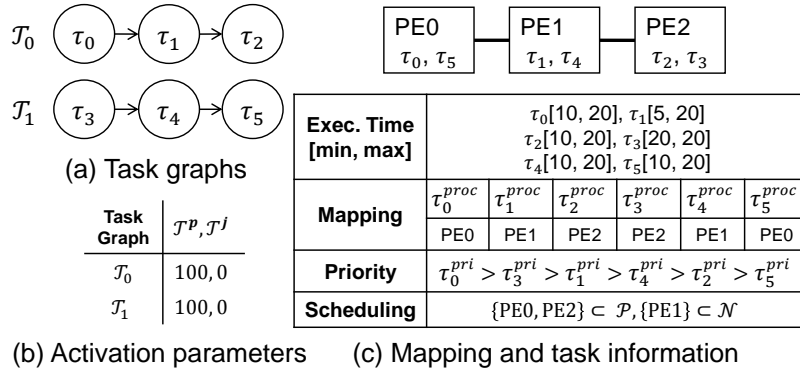 𝒯₀ τ₀ τ₁ τ₂
𝒯₁ τ₃ τ₄ τ₅
(a) Task graphs
Task Graph 𝒯ᵖ, 𝒯ʲ
𝒯₀ 100, 0
𝒯₁ 100, 0
(b) Activation parameters
PE0 PE1 PE2
τ₀, τ₅ τ₁, τ₄ τ₂, τ₃
Exec. Time [min, max]
τ₀[10, 20], τ₁[5, 20]
τ₂[10, 20], τ₃[20, 20]
τ₄[10, 20], τ₅[10, 20]
Mapping
τ₀^proc τ₁^proc τ₂^proc τ₃^proc τ₄^proc τ₅^proc
PE0 PE1 PE2 PE2 PE1 PE0
Priority τ₀^pri > τ₃^pri > τ₁^pri > τ₄^pri > τ₂^pri > τ₅^pri
Scheduling {PE0, PE2} ⊂ 𝒫, {PE1} ⊂ 𝒩
(c) Mapping and task information